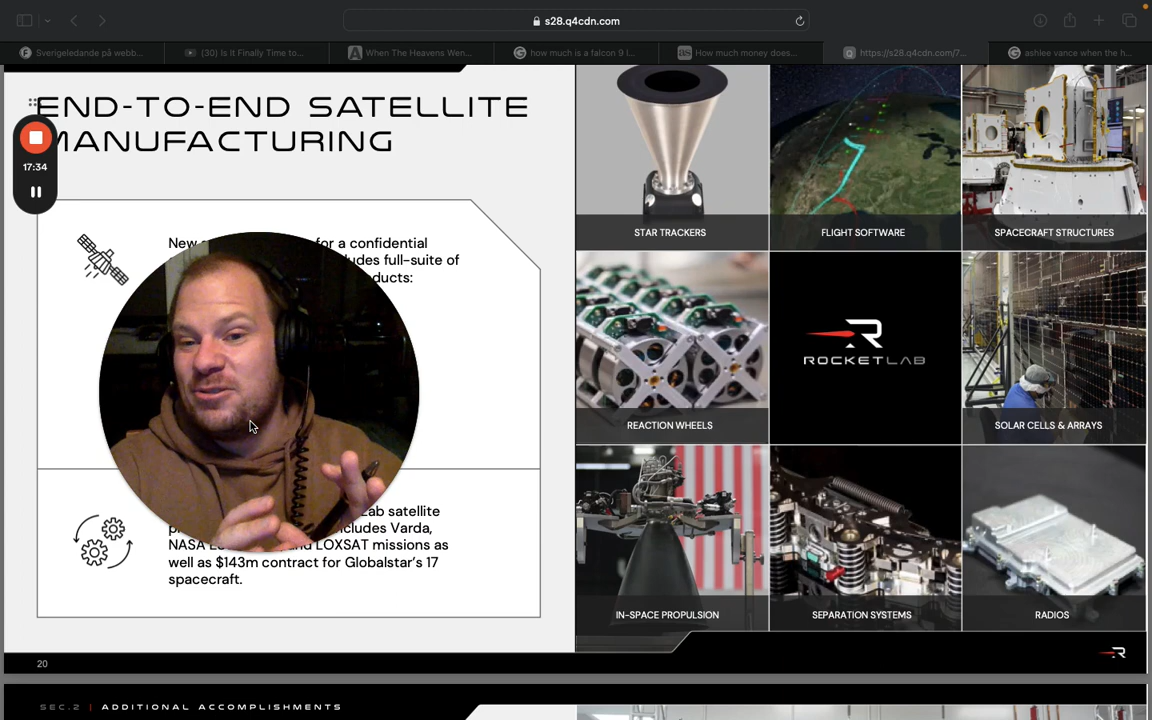 s28.q4cdn.com
Sverigeledande på webb...
(30) Is It Finally Time to...
When The Heavens Wen...
how much is a falcon 9 l...
How much money does...
https://s28.q4cdn.com/7...
ashlee vance when the h...
END-TO-END SATELLITE
MANUFACTURING
17:34
New for a confidential
full-suite of
STAR TRACKERS
FLIGHT SOFTWARE
SPACECRAFT STRUCTURES
REACTION WHEELS
ROCKETLAB
SOLAR CELLS & ARRAYS
satellite
Varda,
NASA and LOXSAT missions as
well as $143m contract for Globalstar's 17
spacecraft.
IN-SPACE PROPULSION
SEPARATION SYSTEMS
RADIOS
20
SEC.2 | ADDITIONAL ACCOMPLISHMENTS